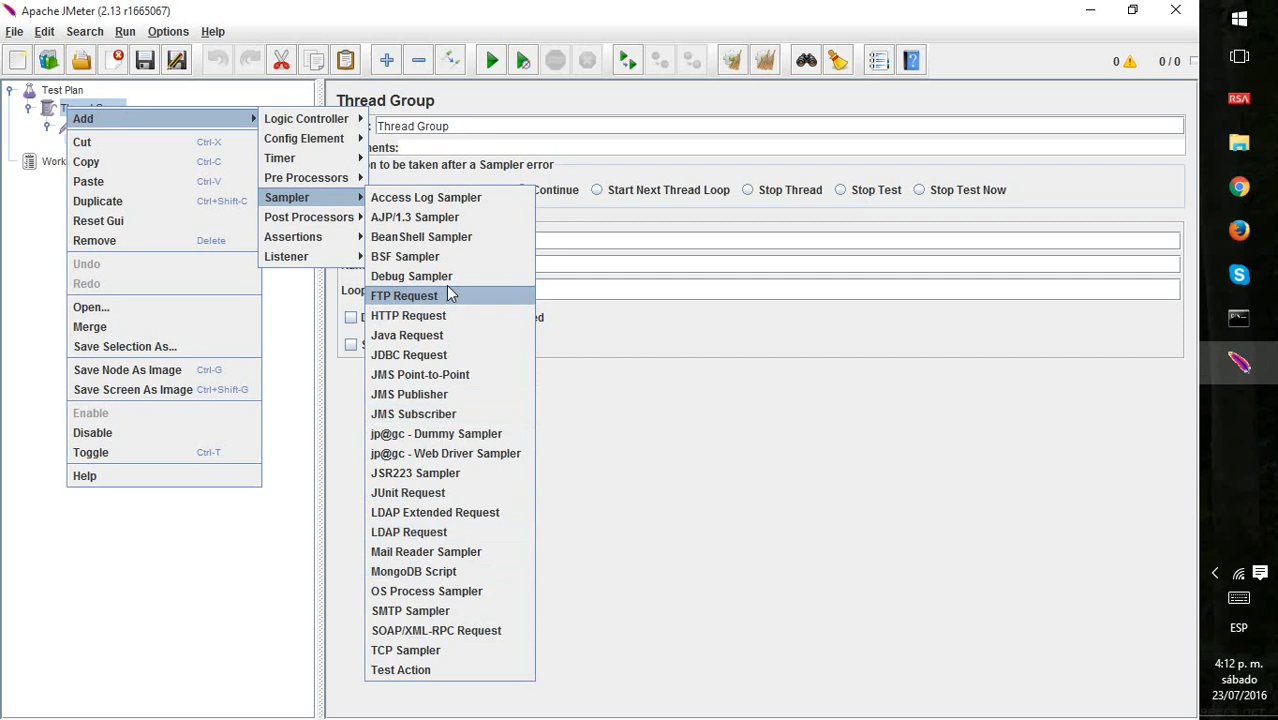 Apache JMeter (2.13 r1665067)
File Edit Search Run Options Help
0 0 / 0
Test Plan
Work
Add
Cut Ctrl-X
Copy Ctrl-C
Paste Ctrl-V
Duplicate Ctrl+Shift-C
Reset Gui
Remove Delete
Undo
Redo
Open...
Merge
Save Selection As...
Save Node As Image Ctrl-G
Save Screen As Image Ctrl+Shift-G
Enable
Disable
Toggle Ctrl-T
Help
Logic Controller
Config Element
Timer
Pre Processors
Sampler
Post Processors
Assertions
Listener
Access Log Sampler
AJP/1.3 Sampler
BeanShell Sampler
BSF Sampler
Debug Sampler
FTP Request
HTTP Request
Java Request
JDBC Request
JMS Point-to-Point
JMS Publisher
JMS Subscriber
jp@gc - Dummy Sampler
jp@gc - Web Driver Sampler
JSR223 Sampler
JUnit Request
LDAP Extended Request
LDAP Request
Mail Reader Sampler
MongoDB Script
OS Process Sampler
SMTP Sampler
SOAP/XML-RPC Request
TCP Sampler
Test Action
Thread Group
Thread Group
ments:
on to be taken after a Sampler error
Continue Start Next Thread Loop Stop Thread Stop Test Stop Test Now
Loo
RSA
ESP
4:12 p. m.
sábado
23/07/2016